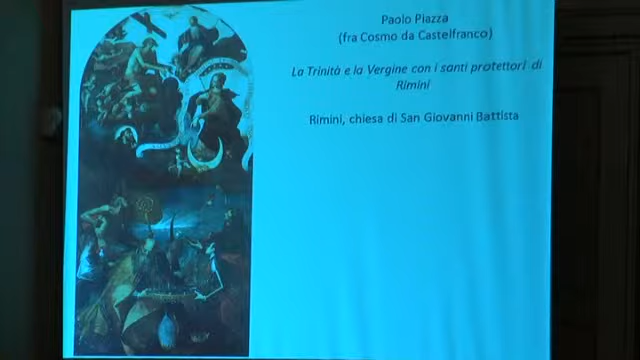 Paolo Piazza
(fra Cosmo da Castelfranco)
La Trinità e la Vergine con i santi protettori di
Rimini
Rimini, chiesa di San Giovanni Battista